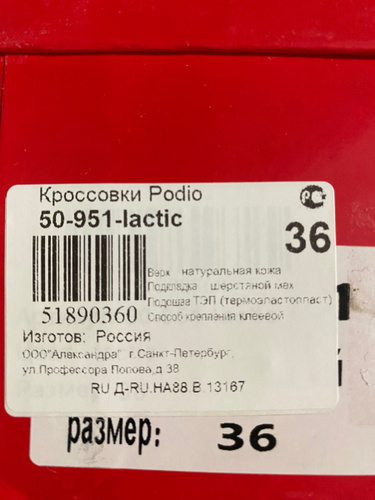 Кроссовки Podio
50-951-lactic
36
Верх натуральная кожа
Подкладка шерстяной мех
Подошва ТЭП (термоэластопласт)
Способ крепления клеевой
51890360
Изготов: Россия
ООО"Александра" г.Санкт-Петербург,
ул Профессора Попова,д 38
RU Д-RU.НА88.В.13167
размер: 36